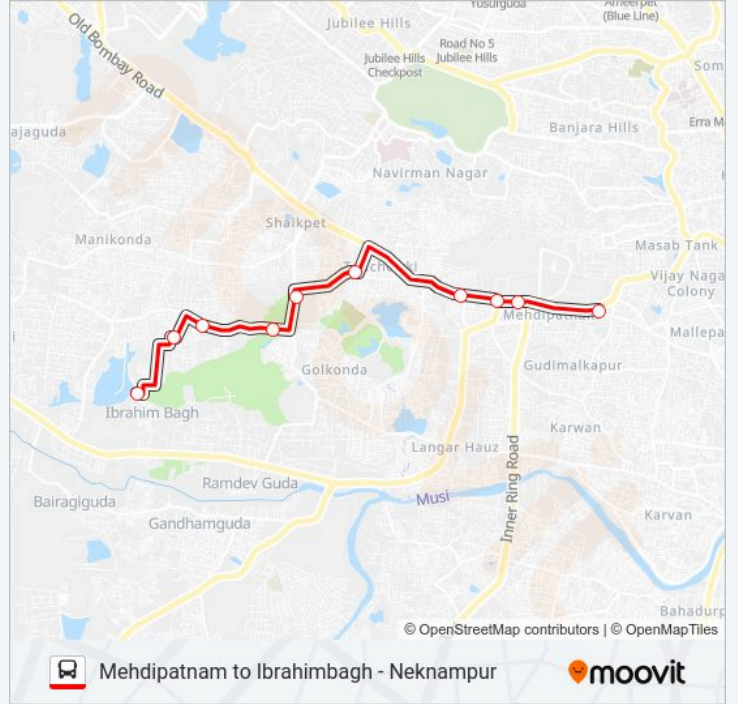 Yusufguda
Ameerpet
(Blue Line)
Jubilee Hills
Old Bombay Road
Road No 5
Jubilee Hills
Jubilee Hills
Checkpost
Som
Erra M
ajaguda
Banjara Hills
Navirman Nagar
Shaikpet
Manikonda
Masab Tank
Vijay Naga
Colony
Mehdipatnam
Mallepa
Golkonda
Gudimalkapur
Ibrahim Bagh
Karwan
Langar Hauz
Inner Ring Road
Ramdev Guda
Musi
Bairagiguda
Gandhamguda
Karvan
Bahadurp
© OpenStreetMap contributors | © OpenMapTiles
Mehdipatnam to Ibrahimbagh - Neknampur
moovit